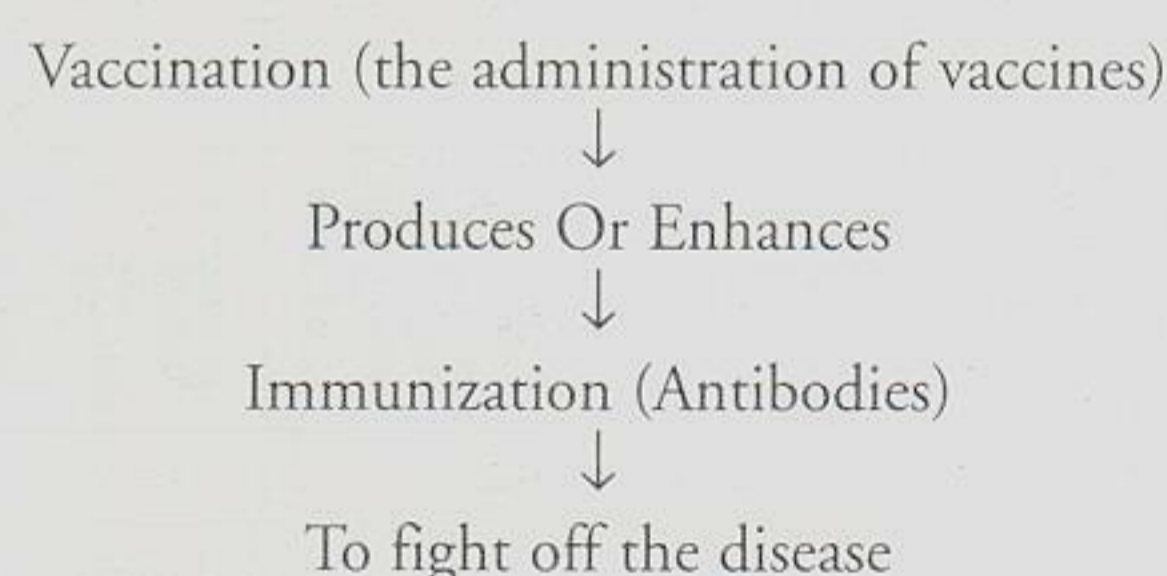 Vaccination (the administration of vaccines)
↓
Produces Or Enhances
↓
Immunization (Antibodies)
↓
To fight off the disease